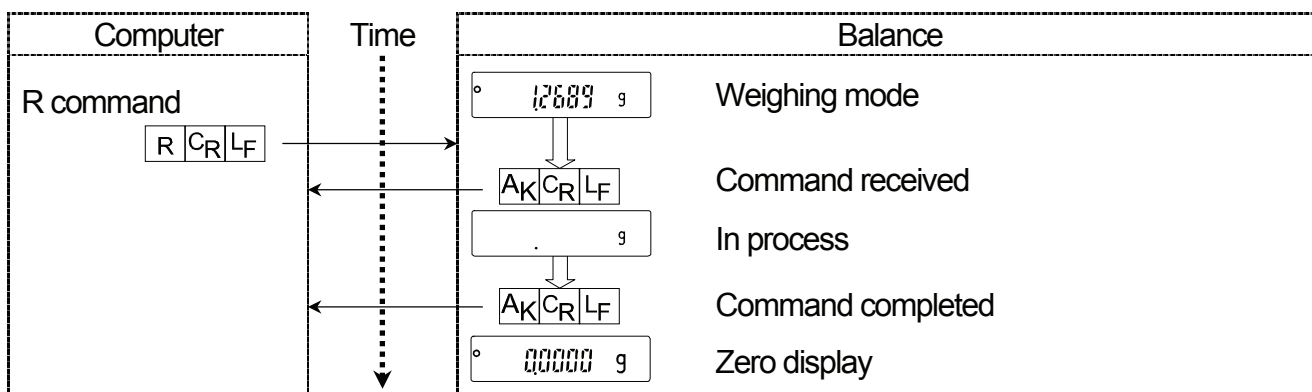 Computer Time Balance
1.2689 g Weighing mode
R command
R CR LF
AK CR LF Command received
. g In process
AK CR LF Command completed
0.0000 g Zero display